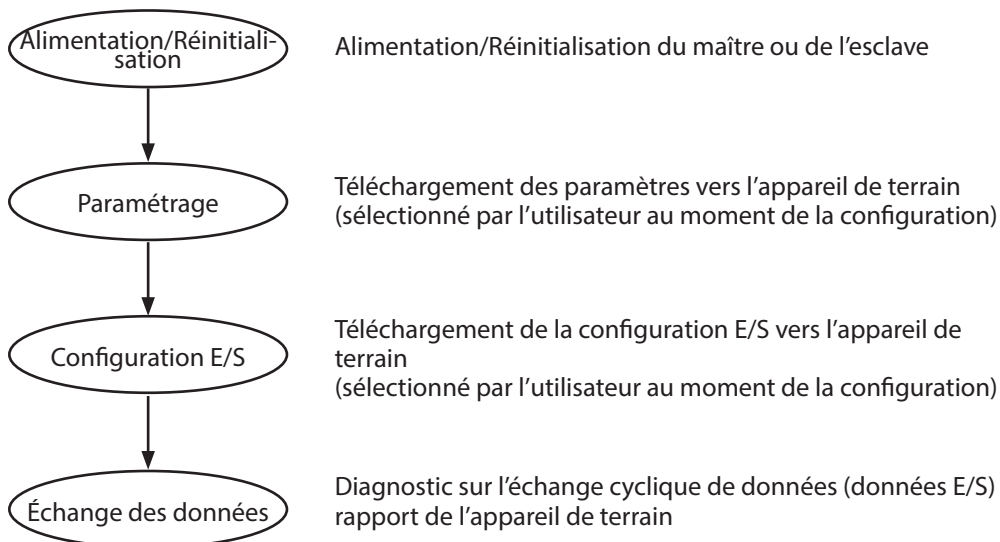 Alimentation/Réinitiali-
sation
Alimentation/Réinitialisation du maître ou de l'esclave
Paramétrage
Téléchargement des paramètres vers l'appareil de terrain
(sélectionné par l'utilisateur au moment de la configuration)
Configuration E/S
Téléchargement de la configuration E/S vers l'appareil de
terrain
(sélectionné par l'utilisateur au moment de la configuration)
Échange des données
Diagnostic sur l'échange cyclique de données (données E/S)
rapport de l'appareil de terrain